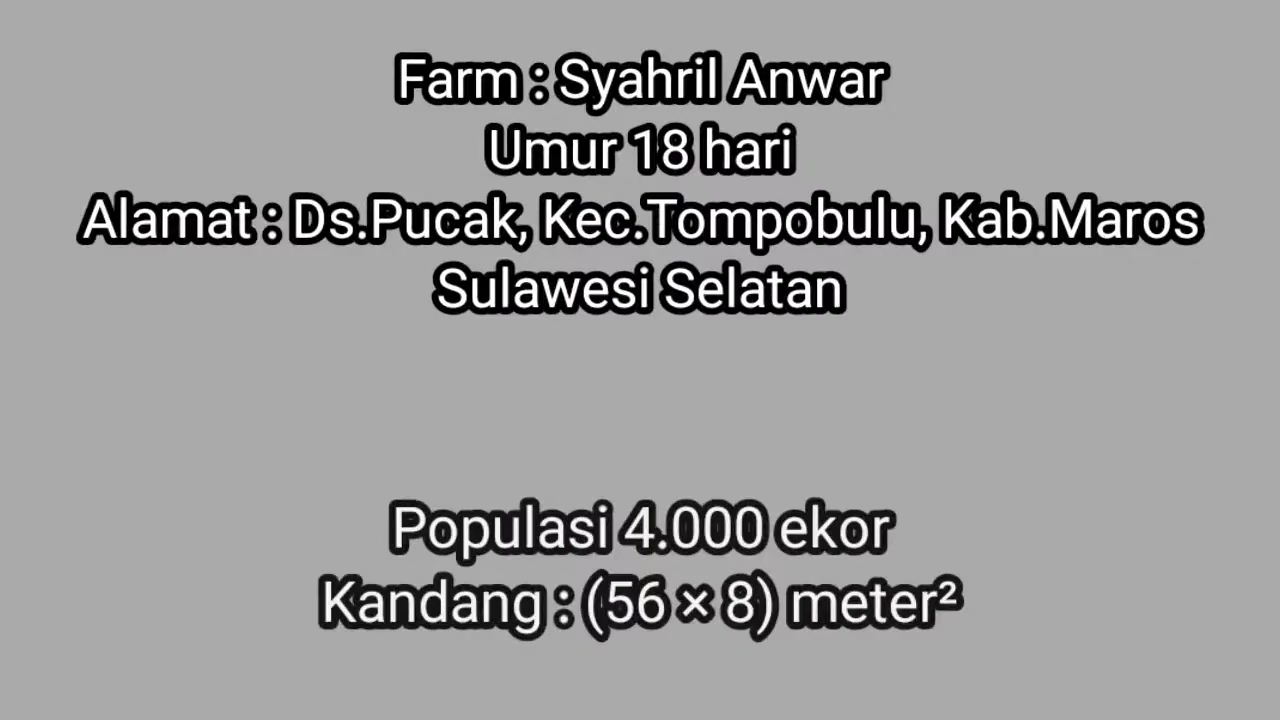 Farm : Syahril Anwar
Umur 18 hari
Alamat : Ds.Pucak, Kec.Tompobulu, Kab.Maros
Sulawesi Selatan
Populasi 4.000 ekor
Kandang : (56 × 8) meter²